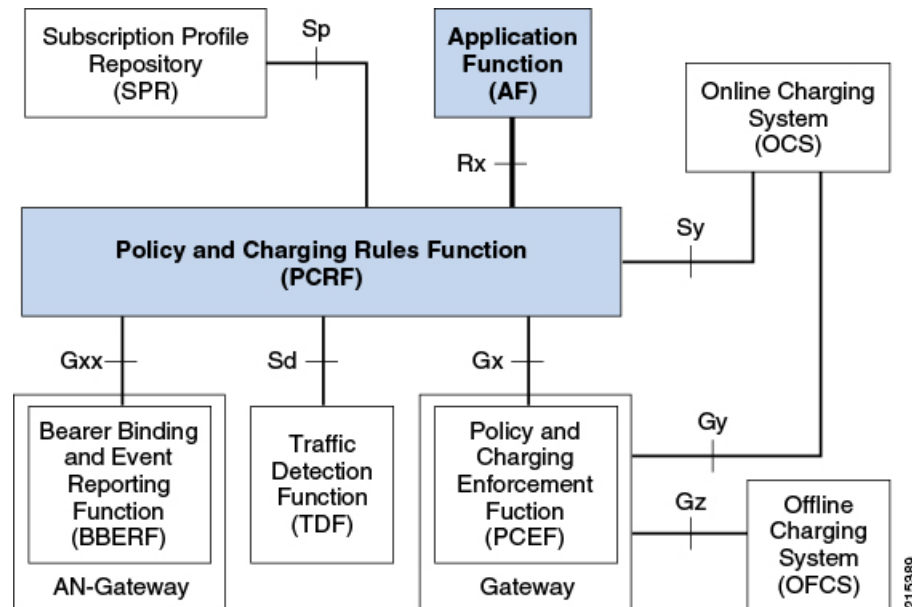 Subscription Profile
Repository
(SPR)
Sp
Application
Function
(AF)
Online Charging
System
(OCS)
Rx
Policy and Charging Rules Function
(PCRF)
Sy
Gxx
Sd
Gx
Bearer Binding
and Event
Reporting
Function
(BBERF)
AN-Gateway
Traffic
Detection
Function
(TDF)
Policy and
Charging
Enforcement
Fuction
(PCEF)
Gateway
Gy
Gz
Offline
Charging
System
(OFCS)
215389